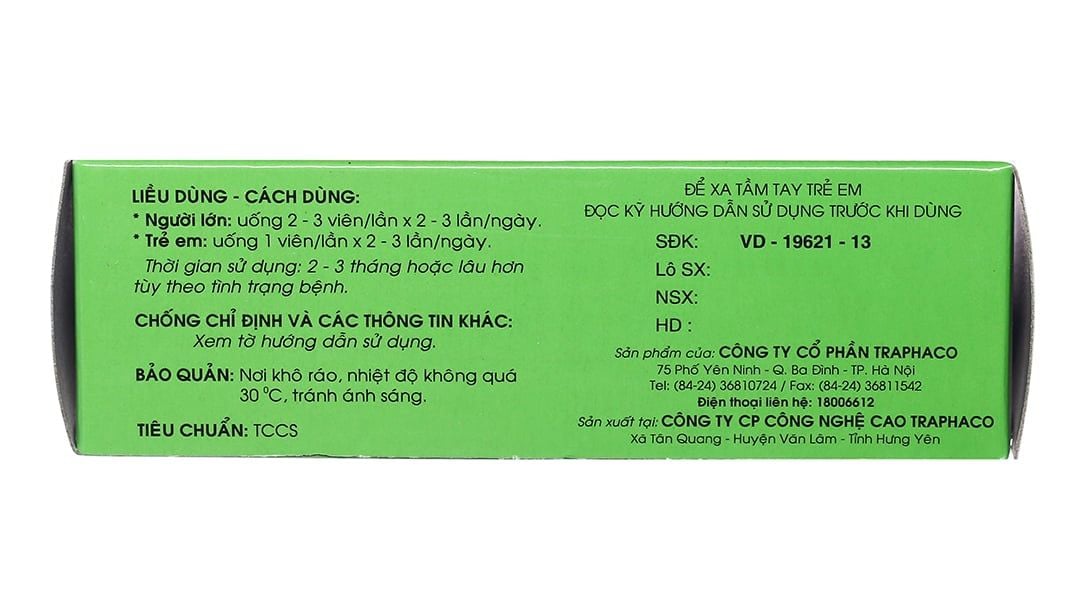 LIỀU DÙNG - CÁCH DÙNG:
* Người lớn: uống 2 - 3 viên/lần x 2 - 3 lần/ngày.
* Trẻ em: uống 1 viên/lần x 2 - 3 lần/ngày.
Thời gian sử dụng: 2 - 3 tháng hoặc lâu hơn
tùy theo tình trạng bệnh.
CHỐNG CHỈ ĐỊNH VÀ CÁC THÔNG TIN KHÁC:
Xem tờ hướng dẫn sử dụng.
BẢO QUẢN: Nơi khô ráo, nhiệt độ không quá
30 ⁰C, tránh ánh sáng.
TIÊU CHUẨN: TCCS
ĐỂ XA TẦM TAY TRẺ EM
ĐỌC KỸ HƯỚNG DẪN SỬ DỤNG TRƯỚC KHI DÙNG
SĐK: VD - 19621 - 13
Lô SX:
NSX:
HD :
Sản phẩm của: CÔNG TY CỔ PHẦN TRAPHACO
75 Phố Yên Ninh - Q. Ba Đình - TP. Hà Nội
Tel: (84-24) 36810724 / Fax: (84-24) 36811542
Điện thoại liên hệ: 18006612
Sản xuất tại: CÔNG TY CP CÔNG NGHỆ CAO TRAPHACO
Xã Tân Quang - Huyện Văn Lâm - Tỉnh Hưng Yên